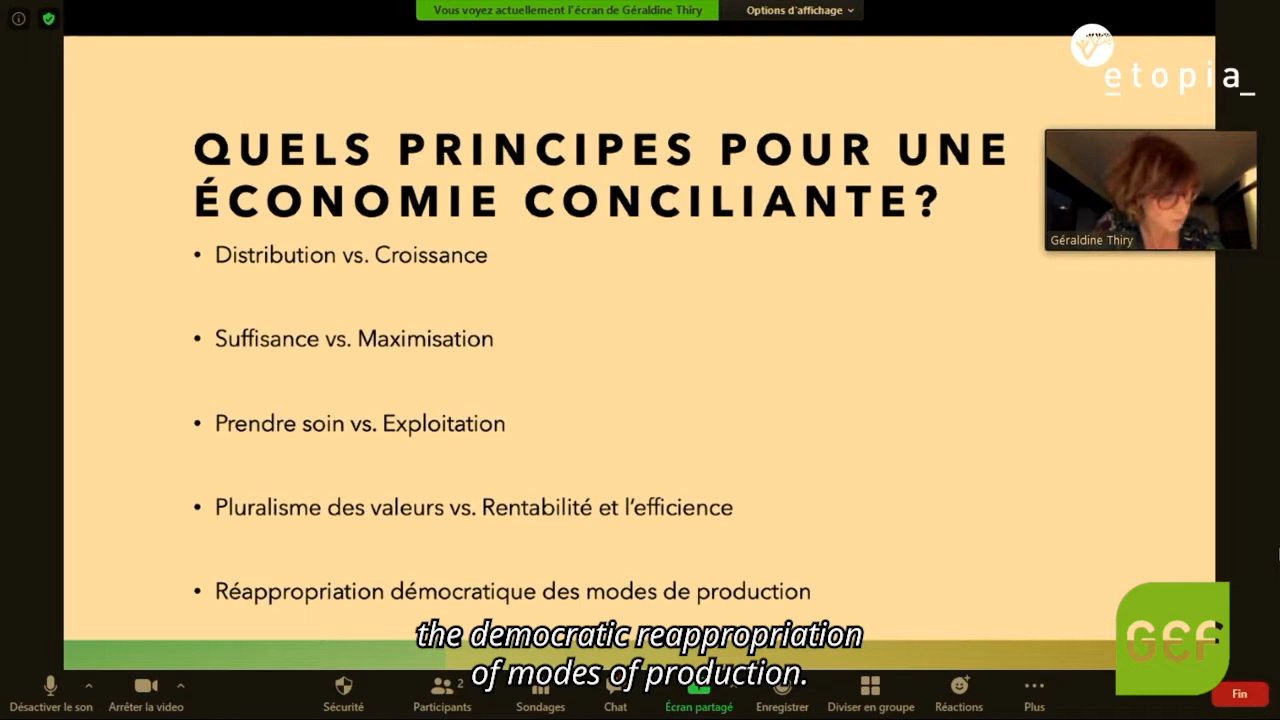 Vous voyez actuellement l'écran de Géraldine Thiry
Options d'affichage
etopia_
QUELS PRINCIPES POUR UNE
ÉCONOMIE CONCILIANTE?
Géraldine Thiry
• Distribution vs. Croissance
• Suffisance vs. Maximisation
• Prendre soin vs. Exploitation
• Pluralisme des valeurs vs. Rentabilité et l'efficience
• Réappropriation démocratique des modes de production
the democratic reappropriation
of modes of production.
GEF
2
Désactiver le son
Arrêter la video
Sécurité
Participants
Sondages
Chat
Écran partagé
Enregistrer
Diviser en groupe
Réactions
Plus
Fin